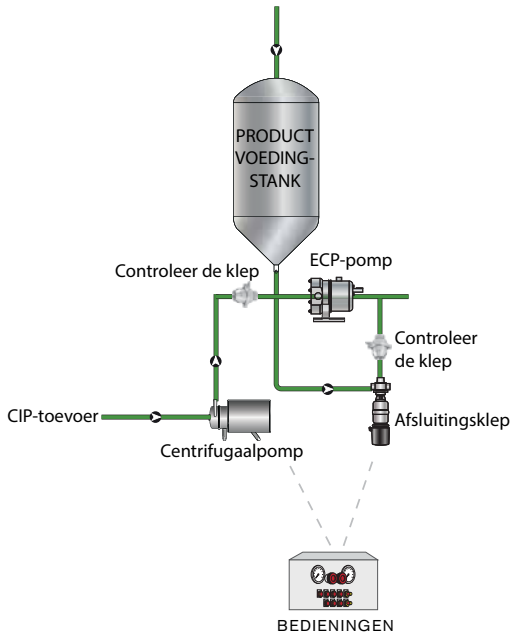 PRODUCT
VOEDING-
STANK
ECP-pomp
Controleer de klep
Controleer
de klep
CIP-toevoer
Afsluitingsklep
Centrifugaalpomp
BEDIENINGEN